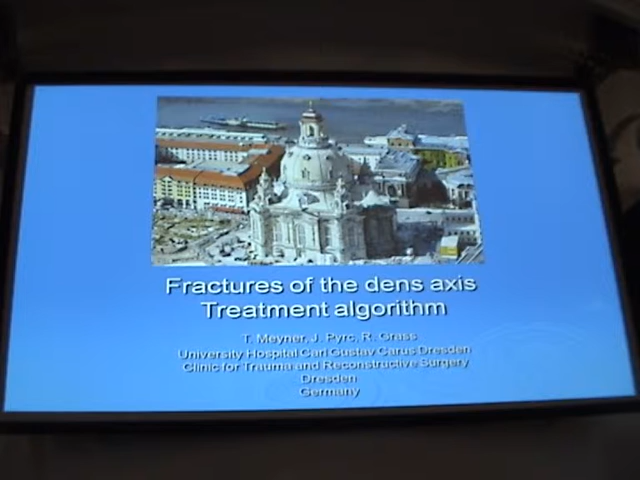 Fractures of the dens axis
Treatment algorithm
T. Meyner, J. Pyrc, R. Grass
University Hospital Carl Gustav Carus Dresden
Clinic for Trauma and Reconstructive Surgery
Dresden
Germany